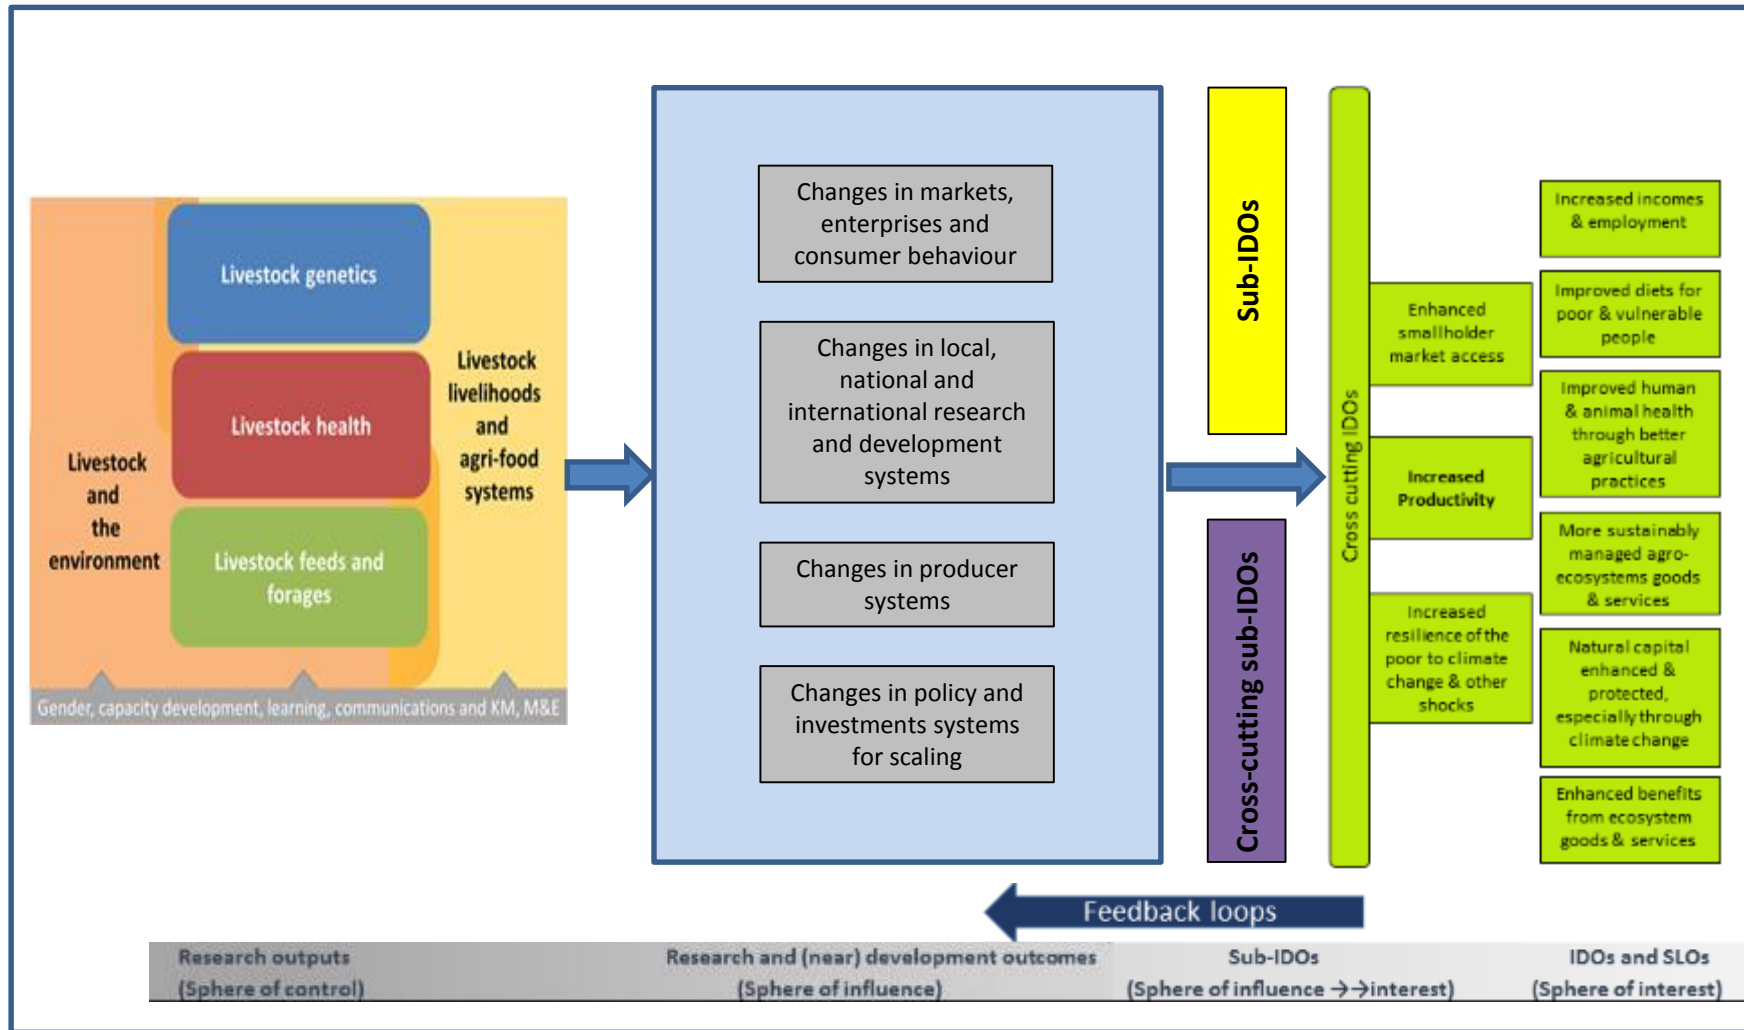 Livestock
and
the
environment
Livestock genetics
Livestock health
Livestock feeds and
forages
Livestock
livelihoods
and
agri-food
systems
Gender, capacity development, learning, communications and KM, M&E
Changes in markets,
enterprises and
consumer behaviour
Changes in local,
national and
international research
and development
systems
Changes in producer
systems
Changes in policy and
investments systems
for scaling
Sub-IDOs
Cross-cutting sub-IDOs
Cross cutting IDOs
Enhanced
smallholder
market access
Increased
Productivity
Increased
resilience of the
poor to climate
change & other
shocks
Increased incomes
& employment
Improved diets for
poor & vulnerable
people
Improved human
& animal health
through better
agricultural
practices
More sustainably
managed agro-
ecosystems goods
& services
Natural capital
enhanced &
protected,
especially through
climate change
Enhanced benefits
from ecosystem
goods & services
Feedback loops
Research outputs
(Sphere of control)
Research and (near) development outcomes
(Sphere of influence)
Sub-IDOs
(Sphere of influence →→interest)
IDOs and SLOs
(Sphere of interest)